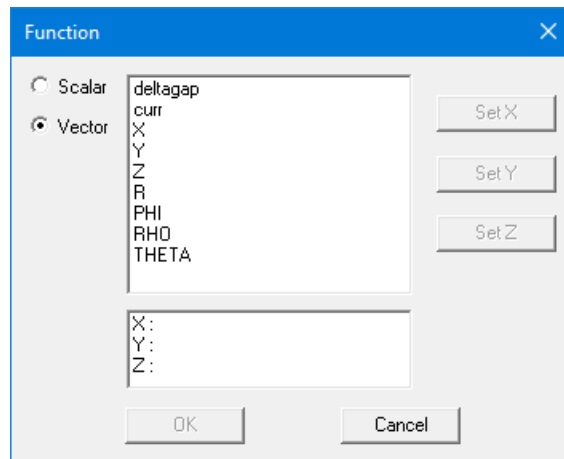 Function
Scalar
Vector
deltagap
curr
X
Y
Z
R
PHI
RHO
THETA
Set X
Set Y
Set Z
X :
Y :
Z :
OK
Cancel